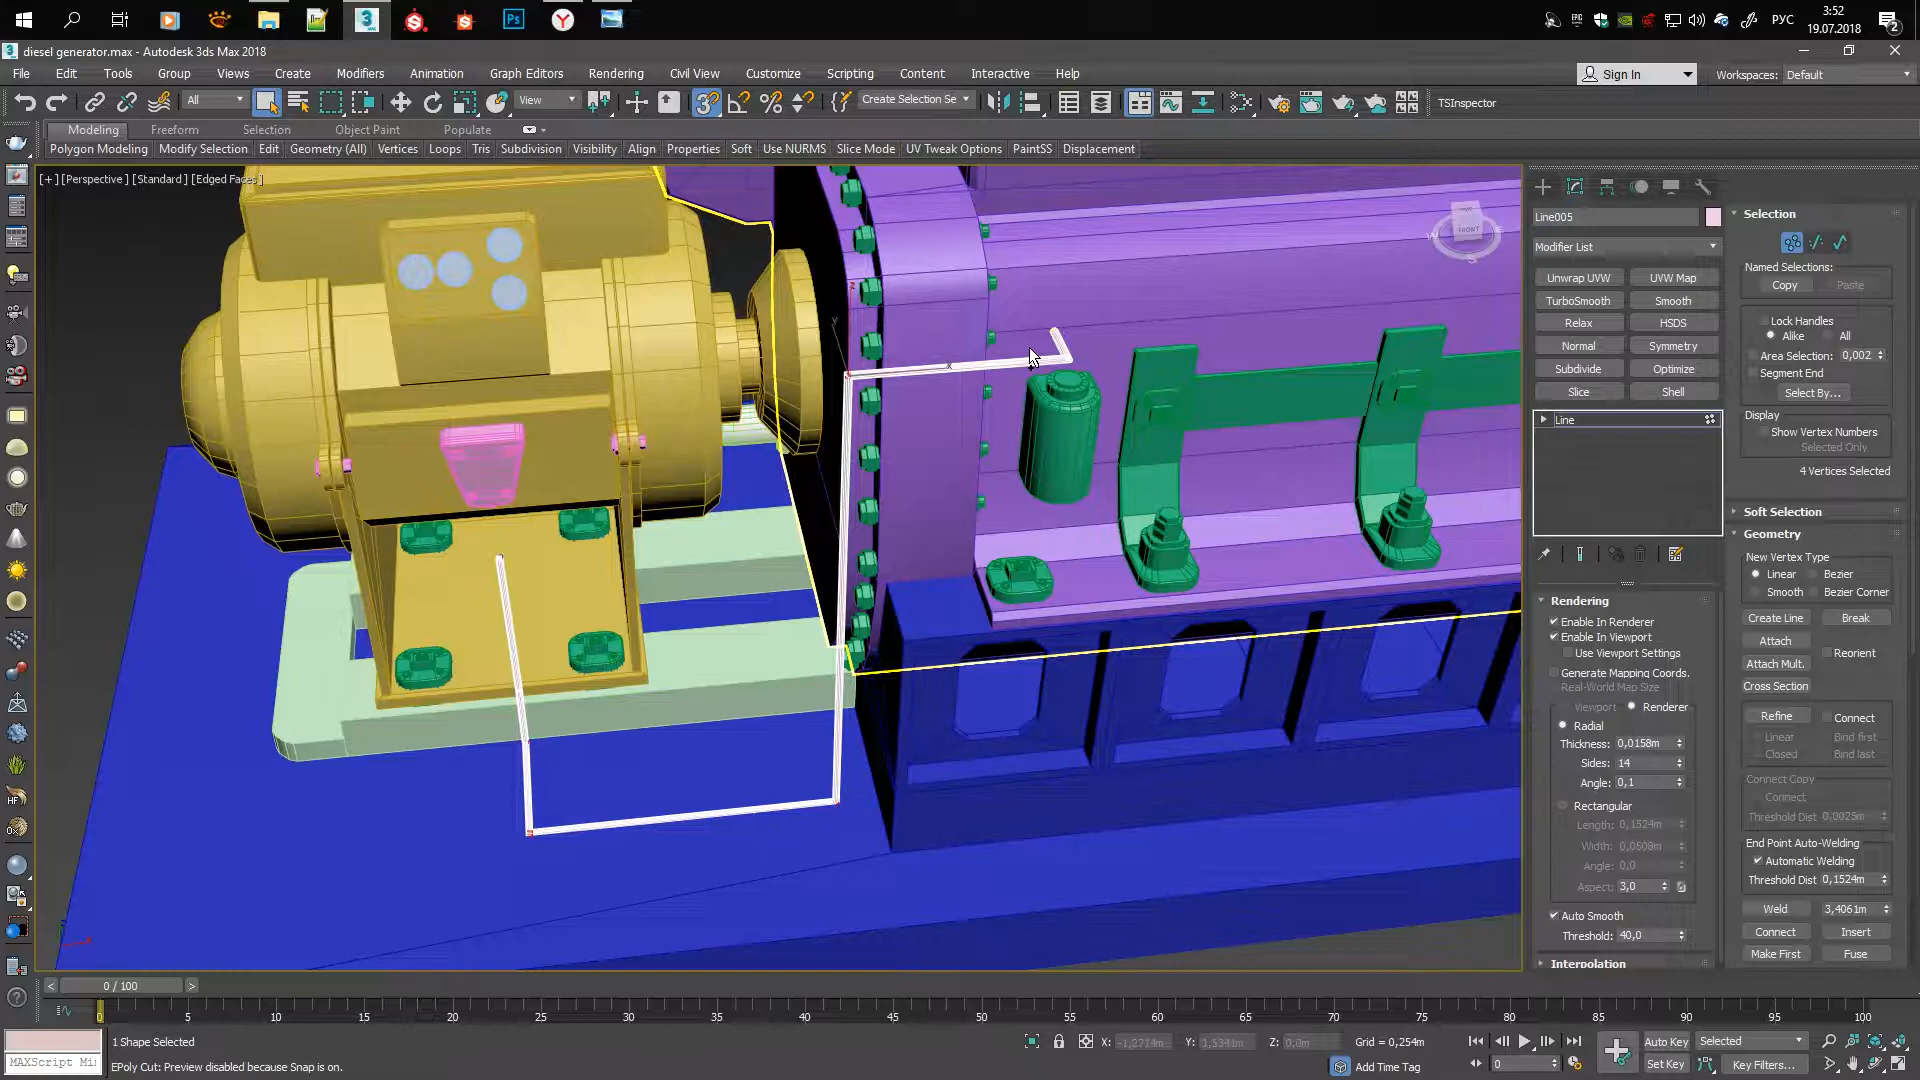 3:52
РУС
19.07.2018
2
diesel generator.max - Autodesk 3ds Max 2018
File Edit Tools Group Views Create Modifiers Animation Graph Editors Rendering Civil View Customize Scripting Content Interactive Help
Sign In
Workspaces: Default
All
View
Create Selection Se
TSInspector
Modeling Freeform Selection Object Paint Populate
Polygon Modeling Modify Selection Edit Geometry (All) Vertices Loops Tris Subdivision Visibility Align Properties Soft Use NURMS Slice Mode UV Tweak Options PaintSS Displacement
[+] [Perspective] [Standard] [Edged Faces]
FRONT
Line005
Modifier List
Unwrap UVW UVW Map
TurboSmooth Smooth
Relax HSDS
Normal Symmetry
Subdivide Optimize
Slice Shell
Line
Rendering
Enable In Renderer
Enable In Viewport
Use Viewport Settings
Generate Mapping Coords.
Real-World Map Size
Viewport Renderer
Radial
Thickness: 0,0158m
Sides: 14
Angle: 0,1
Rectangular
Length: 0,1524m
Width: 0,0508m
Angle: 0,0
Aspect: 3,0
Auto Smooth
Threshold: 40,0
Interpolation
Selection
Named Selections:
Copy Paste
Lock Handles
Alike All
Area Selection: 0,002
Segment End
Select By...
Display
Show Vertex Numbers
Selected Only
4 Vertices Selected
Soft Selection
Geometry
New Vertex Type
Linear Bezier
Smooth Bezier Corner
Create Line Break
Attach
Attach Mult. Reorient
Cross Section
Refine Connect
Linear Bind first
Closed Bind last
Connect Copy
Connect
Threshold Dist 0,0025m
End Point Auto-Welding
Automatic Welding
Threshold Dist 0,1524m
Weld 3,4061m
Connect Insert
Make First Fuse
0 / 100
0 5 10 15 20 25 30 35 40 45 50 55 60 65 70 75 80 85 90 95 100
1 Shape Selected
X: -1,2714m Y: 1,5341m Z: 0,0m Grid = 0,254m
Auto Key Selected
MAXScript Mi
EPoly Cut: Preview disabled because Snap is on.
Add Time Tag
0
Set Key Key Filters...